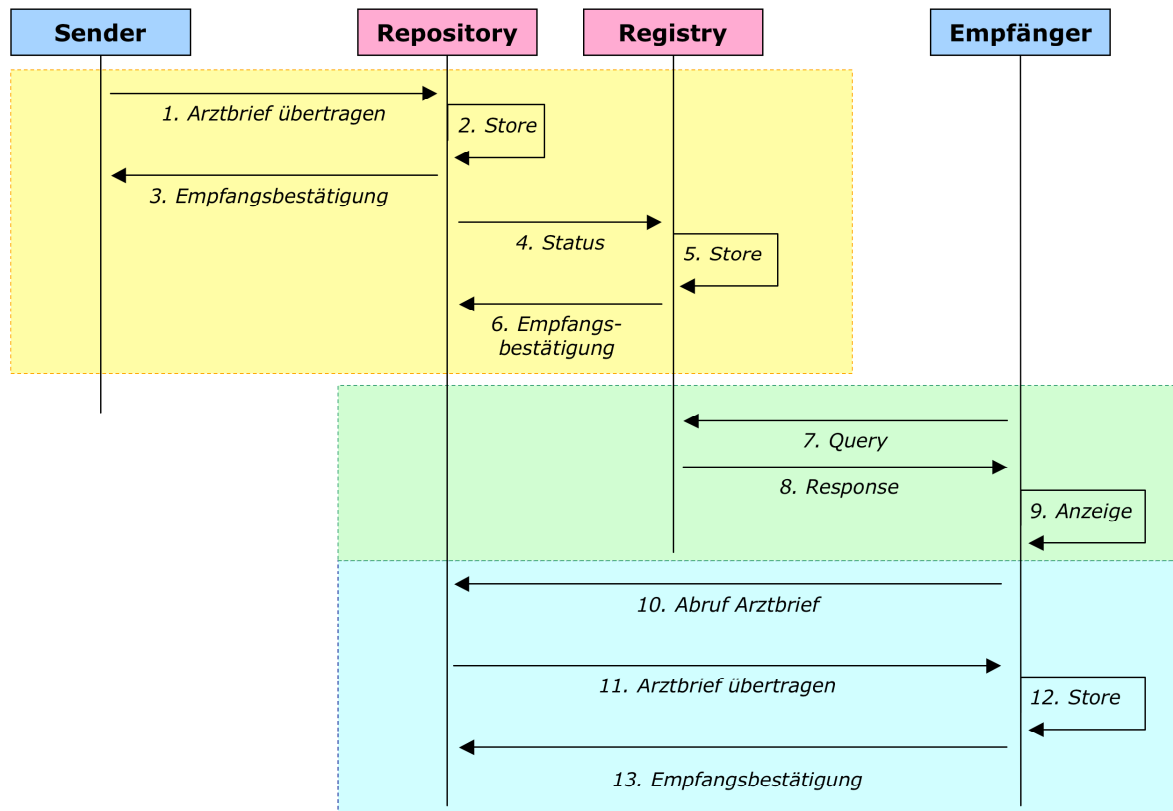 Sender
Repository
Registry
Empfänger
1. Arztbrief übertragen
2. Store
3. Empfangsbestätigung
4. Status
5. Store
6. Empfangs-
bestätigung
7. Query
8. Response
9. Anzeige
10. Abruf Arztbrief
11. Arztbrief übertragen
12. Store
13. Empfangsbestätigung